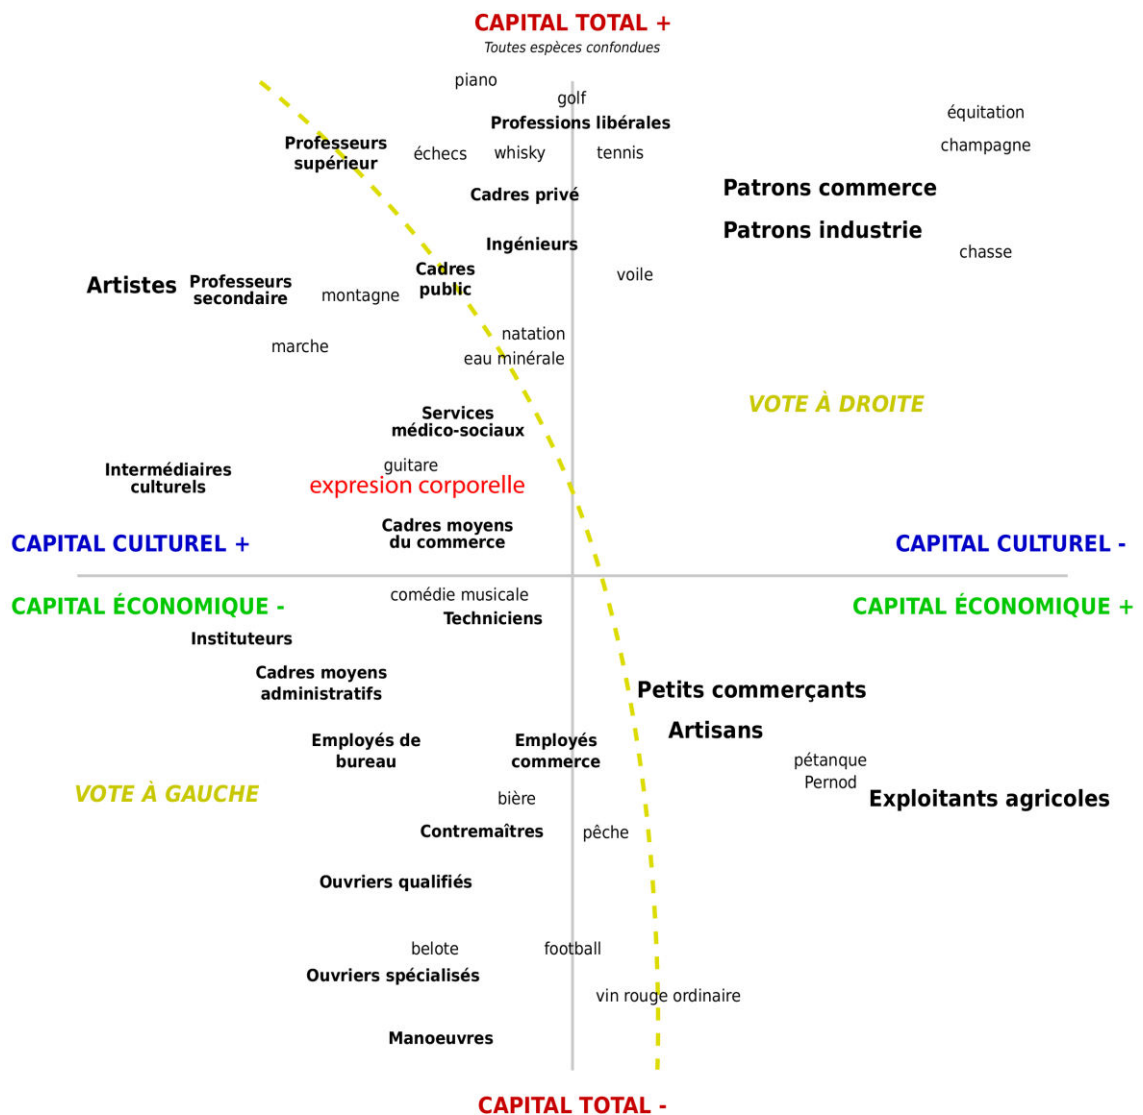 CAPITAL TOTAL +
Toutes espèces confondues
piano
golf
équitation
Professions libérales
Professeurs
supérieur
échecs
whisky
tennis
champagne
Cadres privé
Patrons commerce
Patrons industrie
Ingénieurs
chasse
Cadres
public
voile
Artistes
Professeurs
secondaire
montagne
natation
marche
eau minérale
VOTE À DROITE
Services
médico-sociaux
guitare
Intermédiaires
culturels
expresion corporelle
Cadres moyens
du commerce
CAPITAL CULTUREL +
CAPITAL CULTUREL -
CAPITAL ÉCONOMIQUE -
CAPITAL ÉCONOMIQUE +
comédie musicale
Techniciens
Instituteurs
Cadres moyens
administratifs
Petits commerçants
Artisans
Employés de
bureau
Employés
commerce
pétanque
Pernod
VOTE À GAUCHE
bière
Exploitants agricoles
Contremaîtres
pêche
Ouvriers qualifiés
belote
football
Ouvriers spécialisés
vin rouge ordinaire
Manoeuvres
CAPITAL TOTAL -